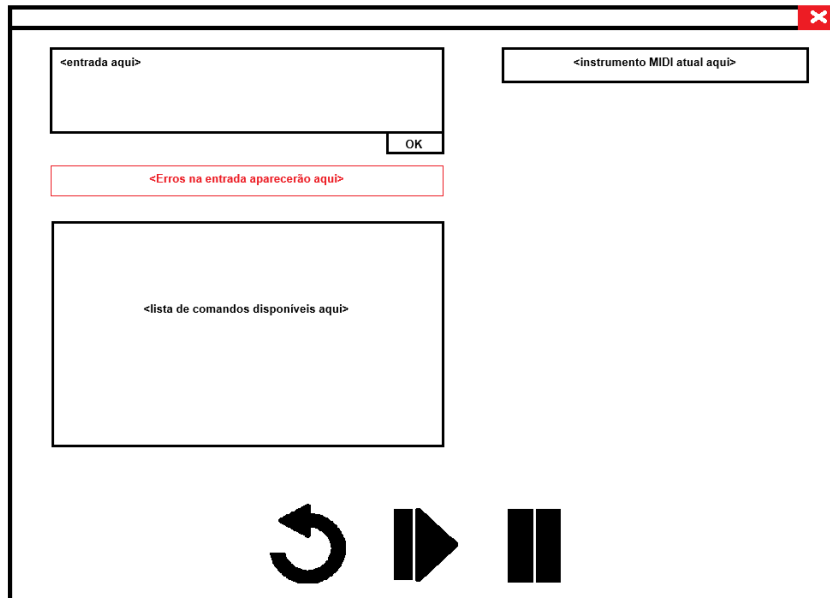 <entrada aqui>
<instrumento MIDI atual aqui>
OK
<Erros na entrada aparecerão aqui>
<lista de comandos disponíveis aqui>